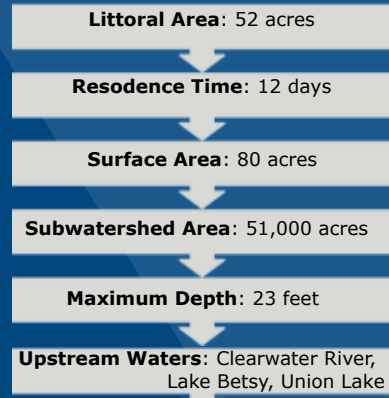 Littoral Area: 52 acres
Resodence Time: 12 days
Surface Area: 80 acres
Subwatershed Area: 51,000 acres
Maximum Depth: 23 feet
Upstream Waters: Clearwater River,
Lake Betsy, Union Lake